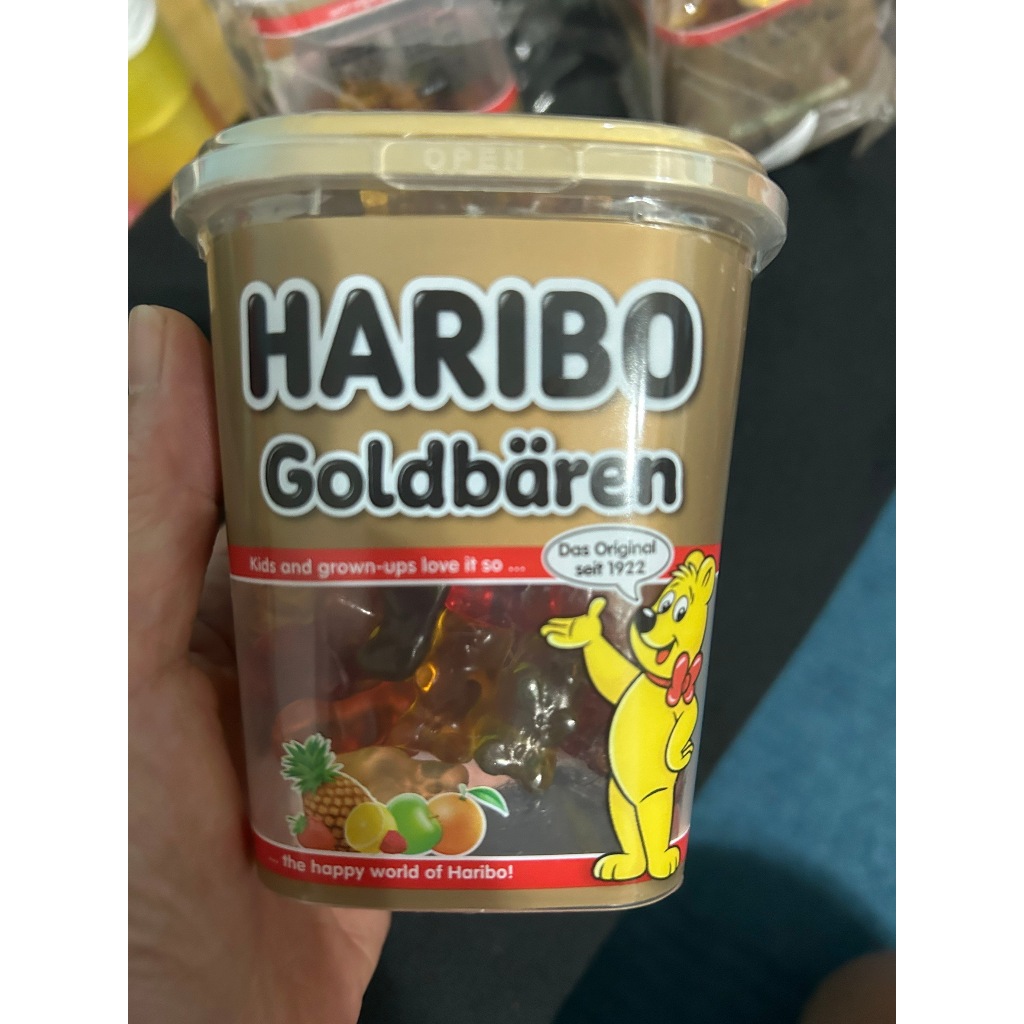 OPEN
HARIBO
Goldbären
Kids and grown-ups love it so ...
Das Original
seit 1922
... the happy world of Haribo!